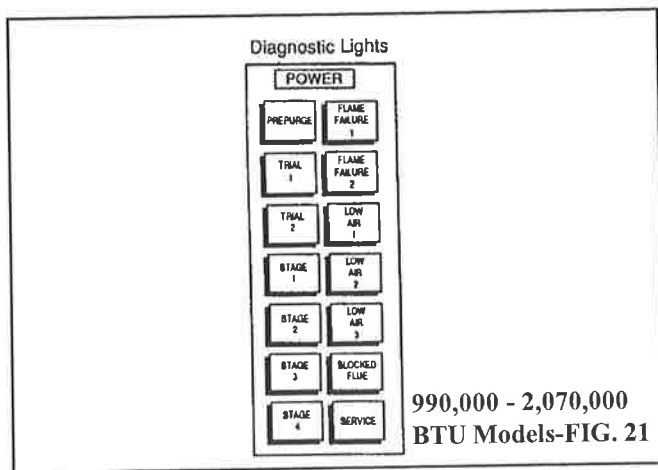 Diagnostic Lights
POWER
PREPURGE
FLAME
FAILURE
1
TRIAL
1
FLAME
FAILURE
2
TRIAL
2
LOW
AIR
1
STAGE
1
LOW
AIR
2
STAGE
2
LOW
AIR
3
STAGE
3
BLOCKED
FLUE
STAGE
4
SERVICE
990,000 - 2,070,000
BTU Models-FIG. 21